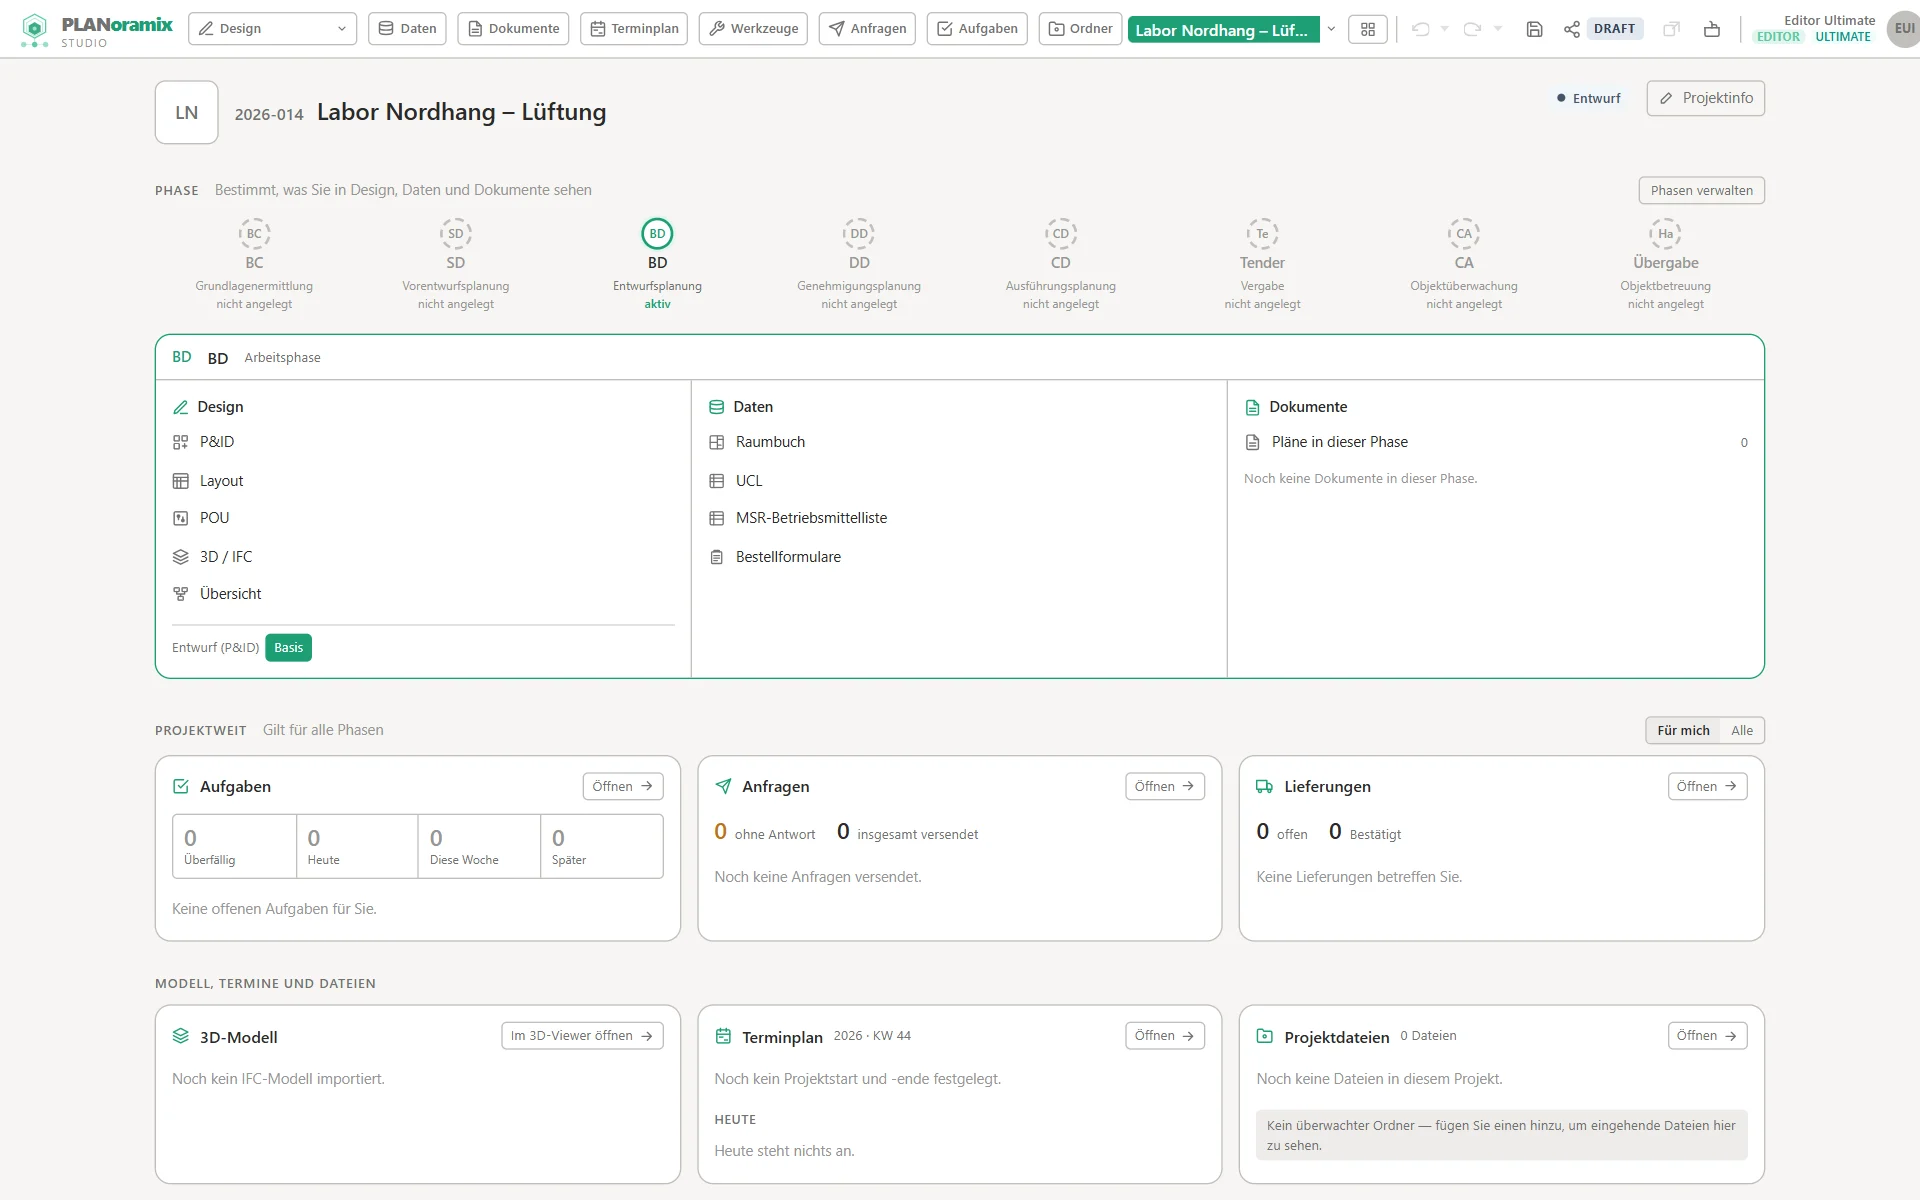 PLANoramix
STUDIO
Design
Daten
Dokumente
Terminplan
Werkzeuge
Anfragen
Aufgaben
Ordner
Labor Nordhang – Lüf...
DRAFT
Editor Ultimate
EDITOR ULTIMATE
EUI
LN
2026-014 Labor Nordhang – Lüftung
Entwurf
Projektinfo
PHASE Bestimmt, was Sie in Design, Daten und Dokumente sehen
Phasen verwalten
BC
BC
Grundlagenermittlung
nicht angelegt
SD
SD
Vorentwurfsplanung
nicht angelegt
BD
BD
Entwurfsplanung
aktiv
DD
DD
Genehmigungsplanung
nicht angelegt
CD
CD
Ausführungsplanung
nicht angelegt
Te
Tender
Vergabe
nicht angelegt
CA
CA
Objektüberwachung
nicht angelegt
Ha
Übergabe
Objektbetreuung
nicht angelegt
BD BD Arbeitsphase
Design
P&ID
Layout
POU
3D / IFC
Übersicht
Entwurf (P&ID) Basis
Daten
Raumbuch
UCL
MSR-Betriebsmittelliste
Bestellformulare
Dokumente
Pläne in dieser Phase 0
Noch keine Dokumente in dieser Phase.
PROJEKTWEIT Gilt für alle Phasen
Für mich Alle
Aufgaben
Öffnen →
0
Überfällig
0
Heute
0
Diese Woche
0
Später
Keine offenen Aufgaben für Sie.
Anfragen
Öffnen →
0 ohne Antwort 0 insgesamt versendet
Noch keine Anfragen versendet.
Lieferungen
Öffnen →
0 offen 0 Bestätigt
Keine Lieferungen betreffen Sie.
MODELL, TERMINE UND DATEIEN
3D-Modell
Im 3D-Viewer öffnen →
Noch kein IFC-Modell importiert.
Terminplan 2026 · KW 44
Öffnen →
Noch kein Projektstart und -ende festgelegt.
HEUTE
Heute steht nichts an.
Projektdateien 0 Dateien
Öffnen →
Noch keine Dateien in diesem Projekt.
Kein überwachter Ordner — fügen Sie einen hinzu, um eingehende Dateien hier
zu sehen.